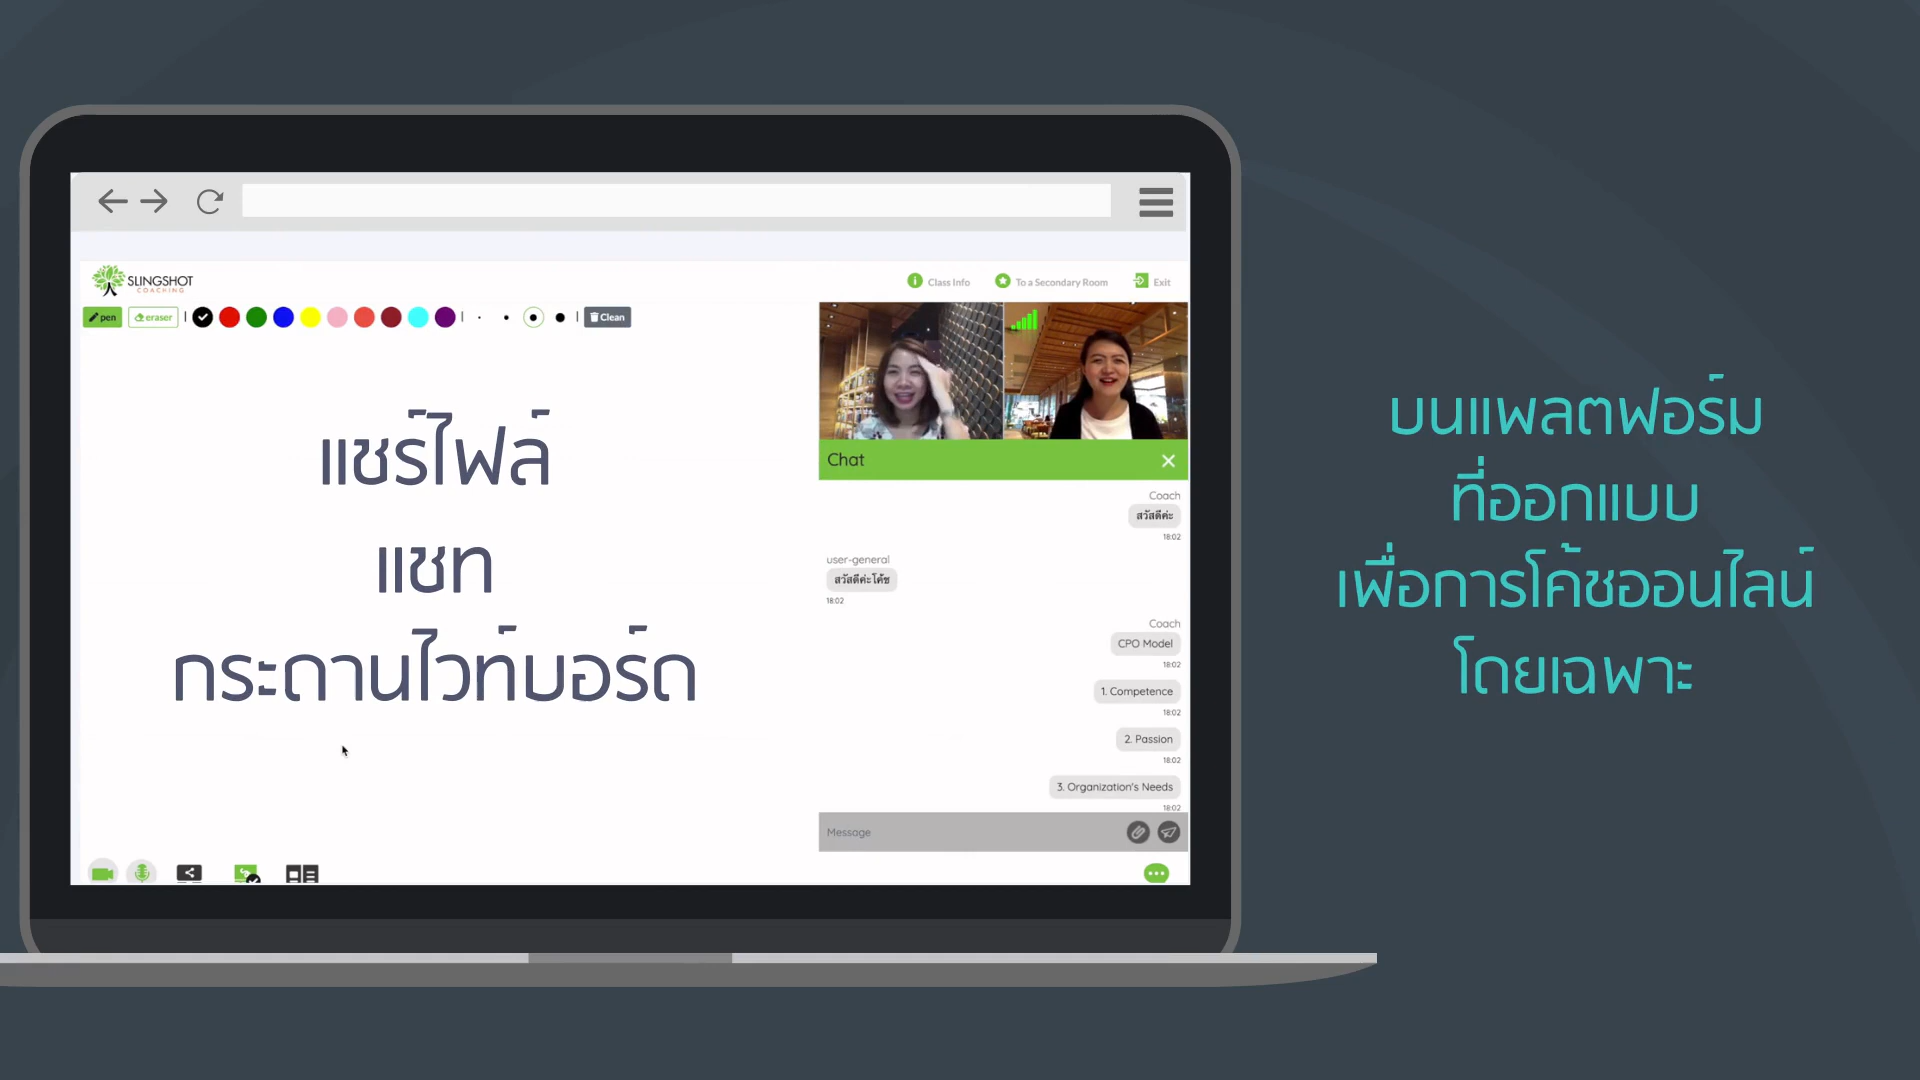 SLINGSHOT
COACHING
Class Info
To a Secondary Room
Exit
pen
eraser
Clean
แชร์ไฟล์
แชท
กระดานไวท์บอร์ด
Chat
Coach
สวัสดีค่ะ
18:02
user-general
สวัสดีค่ะโค้ช
18:02
Coach
CPO Model
18:02
1. Competence
18:02
2. Passion
18:02
3. Organization's Needs
18:02
Message
บนแพลตฟอร์ม
ที่ออกแบบ
เพื่อการโค้ชออนไลน์
โดยเฉพาะ